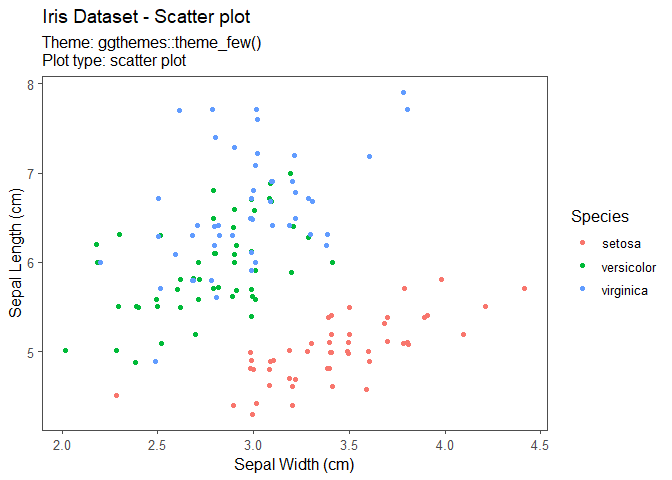 Iris Dataset - Scatter plot
Theme: ggthemes::theme_few()
Plot type: scatter plot
8
7
6
5
Sepal Length (cm)
2.0 2.5 3.0 3.5 4.0 4.5
Sepal Width (cm)
Species
setosa
versicolor
virginica